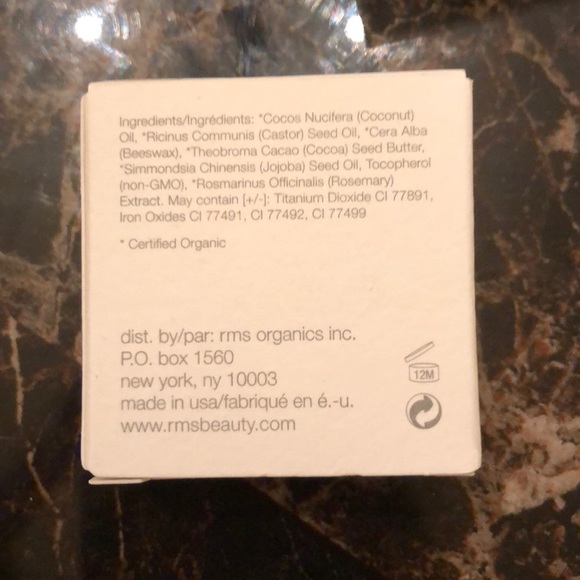 Ingredients/Ingrédients: *Cocos Nucifera (Coconut)
Oil, *Ricinus Communis (Castor) Seed Oil, *Cera Alba
(Beeswax), *Theobroma Cacao (Cocoa) Seed Butter,
*Simmondsia Chinensis (Jojoba) Seed Oil, Tocopherol
(non-GMO), *Rosmarinus Officinalis (Rosemary)
Extract. May contain [+/-]: Titanium Dioxide CI 77891,
Iron Oxides CI 77491, CI 77492, CI 77499
* Certified Organic
dist. by/par: rms organics inc.
P.O. box 1560
new york, ny 10003
made in usa/fabriqué en é.-u.
www.rmsbeauty.com
12M